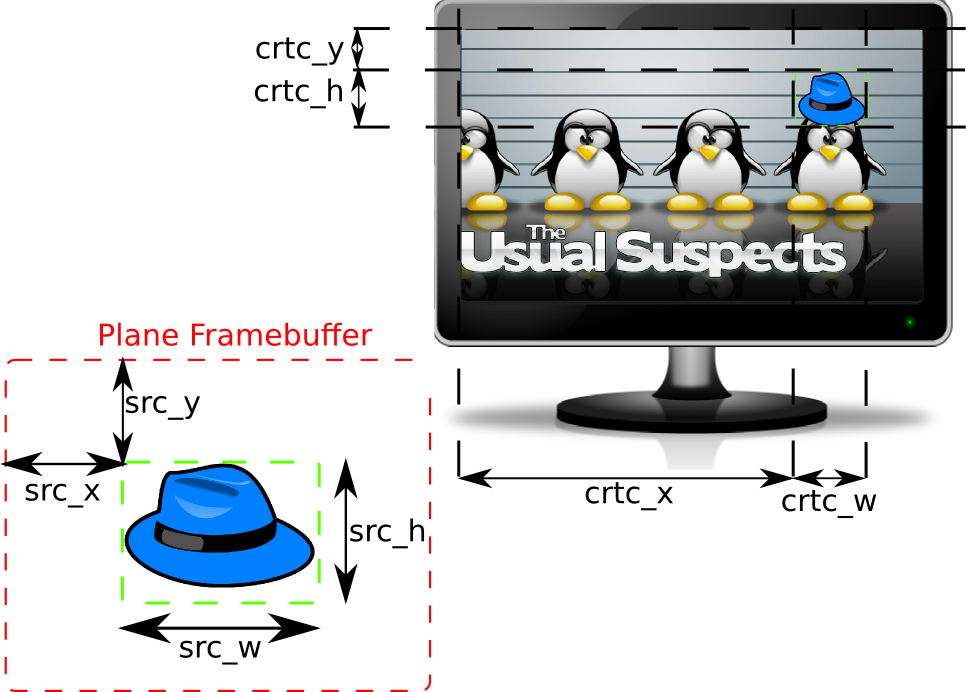 crtc_y
crtc_h
The
Usual Suspects
Plane Framebuffer
src_y
src_x
src_h
src_w
crtc_x
crtc_w